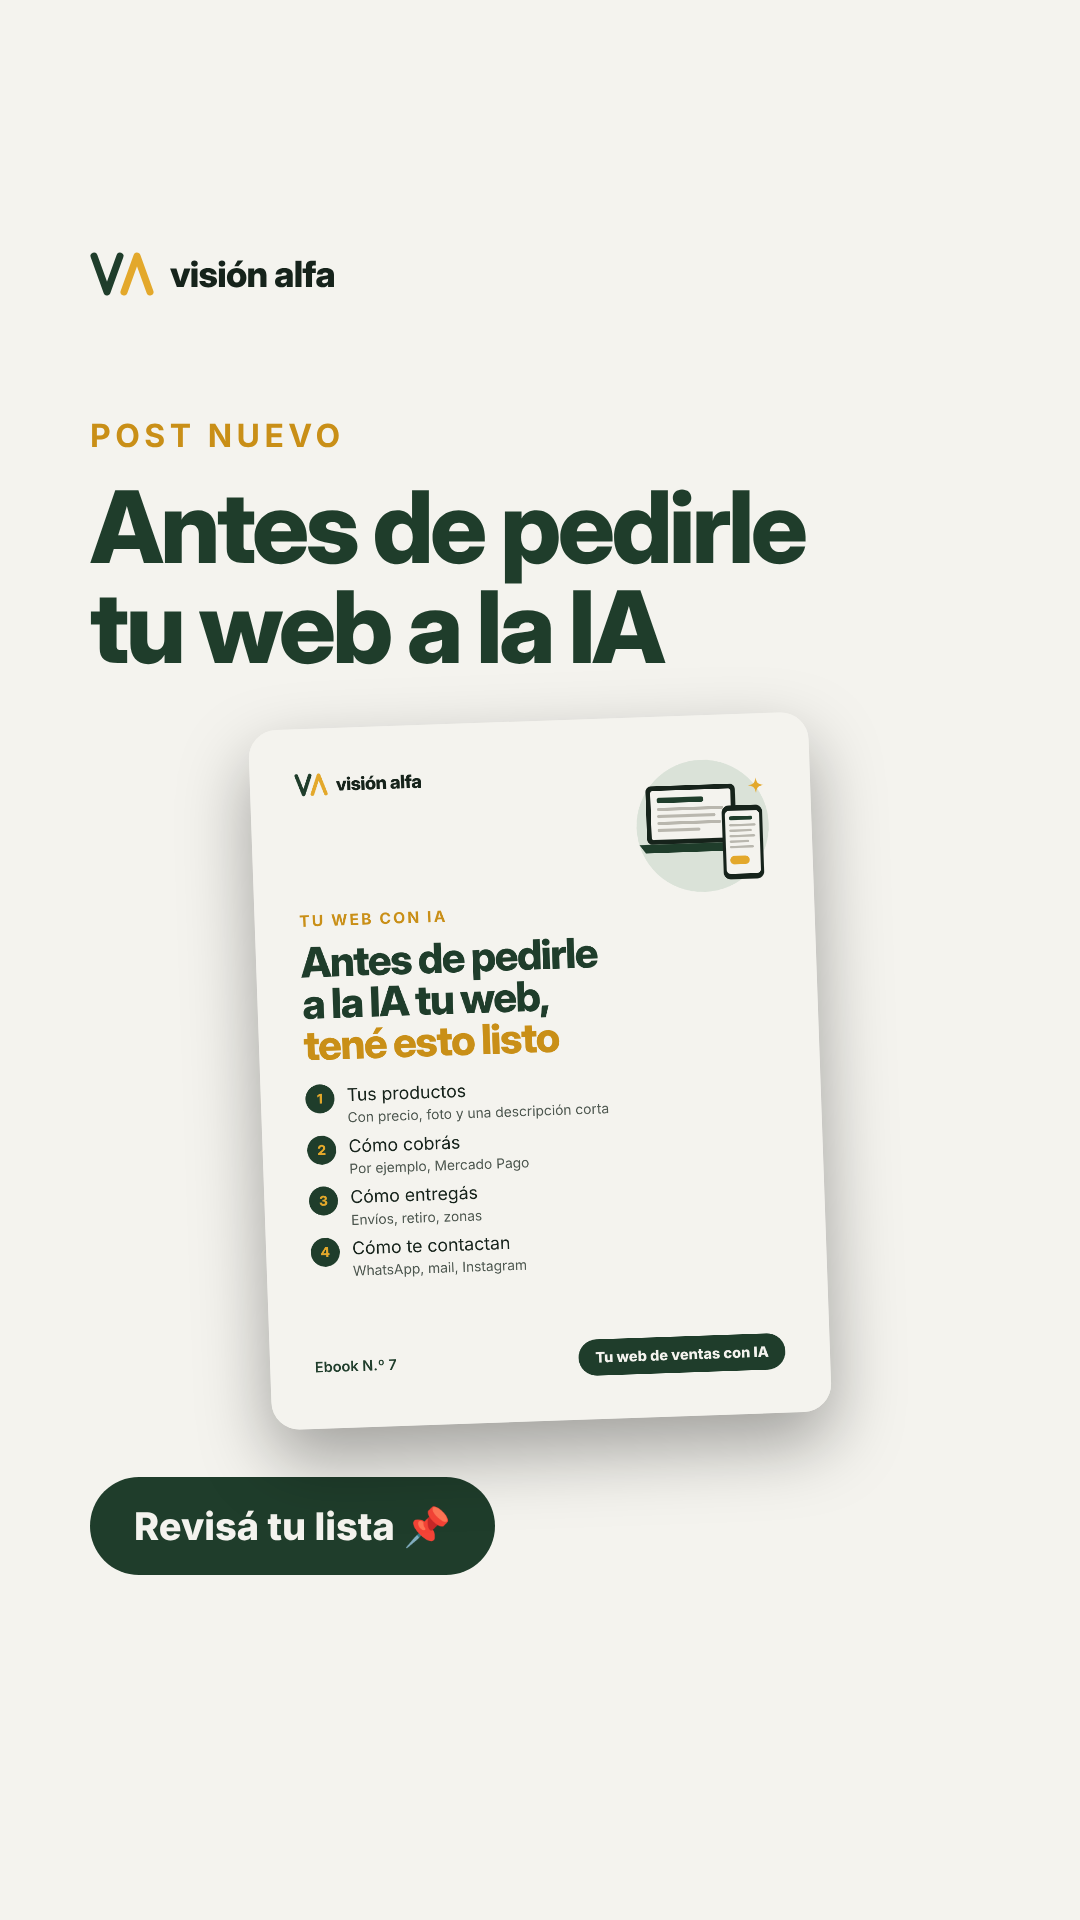 visión alfa
POST NUEVO
Antes de pedirle
tu web a la IA
visión alfa
TU WEB CON IA
Antes de pedirle
a la IA tu web,
tené esto listo
1 Tus productos
Con precio, foto y una descripción corta
2 Cómo cobrás
Por ejemplo, Mercado Pago
3 Cómo entregás
Envíos, retiro, zonas
4 Cómo te contactan
WhatsApp, mail, Instagram
Ebook N.º 7
Tu web de ventas con IA
Revisá tu lista 📌